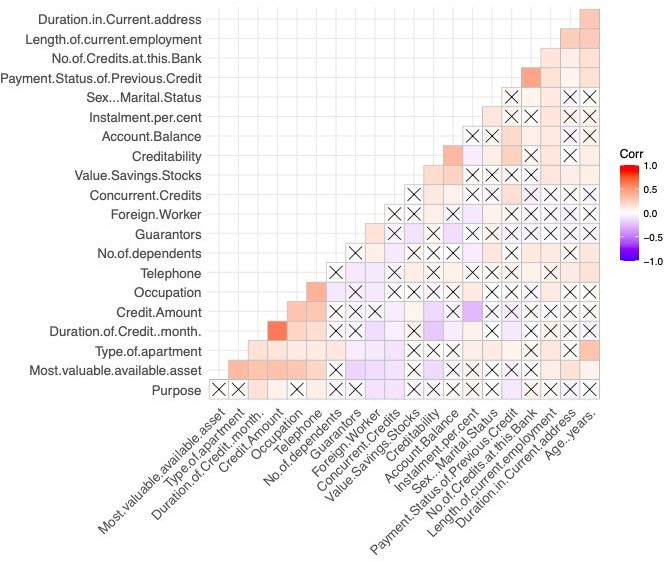 Duration.in.Current.address
Length.of.current.employment
No.of.Credits.at.this.Bank
Payment.Status.of.Previous.Credit
Sex...Marital.Status
Instalment.per.cent
Account.Balance
Creditability
Value.Savings.Stocks
Concurrent.Credits
Foreign.Worker
Guarantors
No.of.dependents
Telephone
Occupation
Credit.Amount
Duration.of.Credit..month.
Type.of.apartment
Most.valuable.available.asset
Purpose
Corr
1.0
0.5
0.0
−0.5
−1.0
Most.valuable.available.asset
Type.of.apartment
Duration.of.Credit..month.
Credit.Amount
Occupation
Telephone
No.of.dependents
Guarantors
Foreign.Worker
Concurrent.Credits
Value.Savings.Stocks
Creditability
Account.Balance
Instalment.per.cent
Sex...Marital.Status
Payment.Status.of.Previous.Credit
No.of.Credits.at.this.Bank
Length.of.current.employment
Duration.in.Current.address
Age..years.